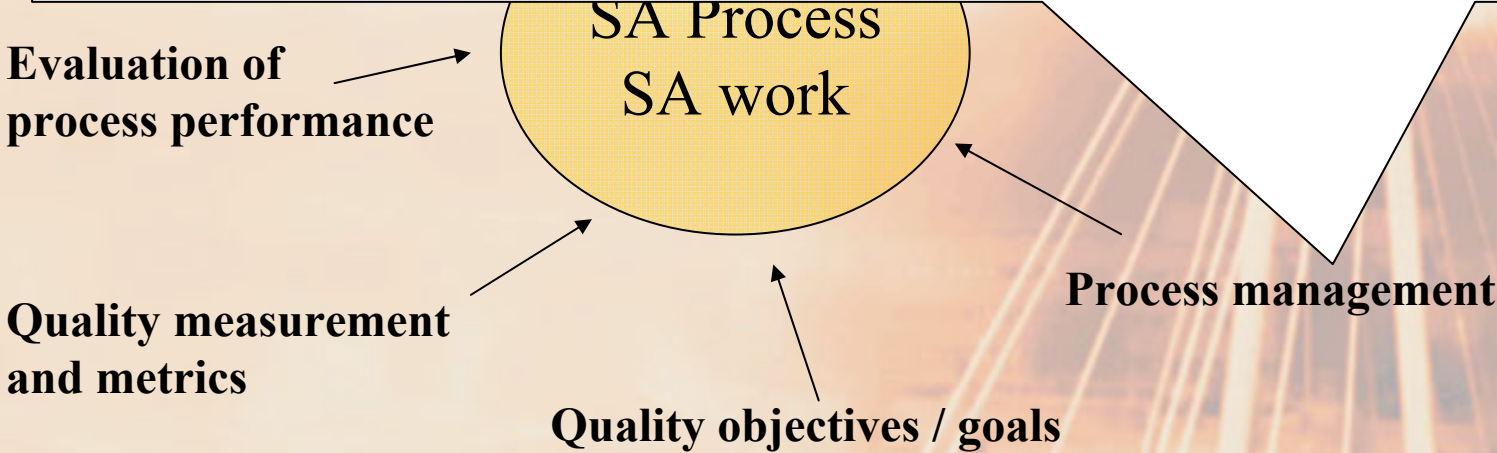 SA Process
SA work
Evaluation of
process performance
Process management
Quality measurement
and metrics
Quality objectives / goals